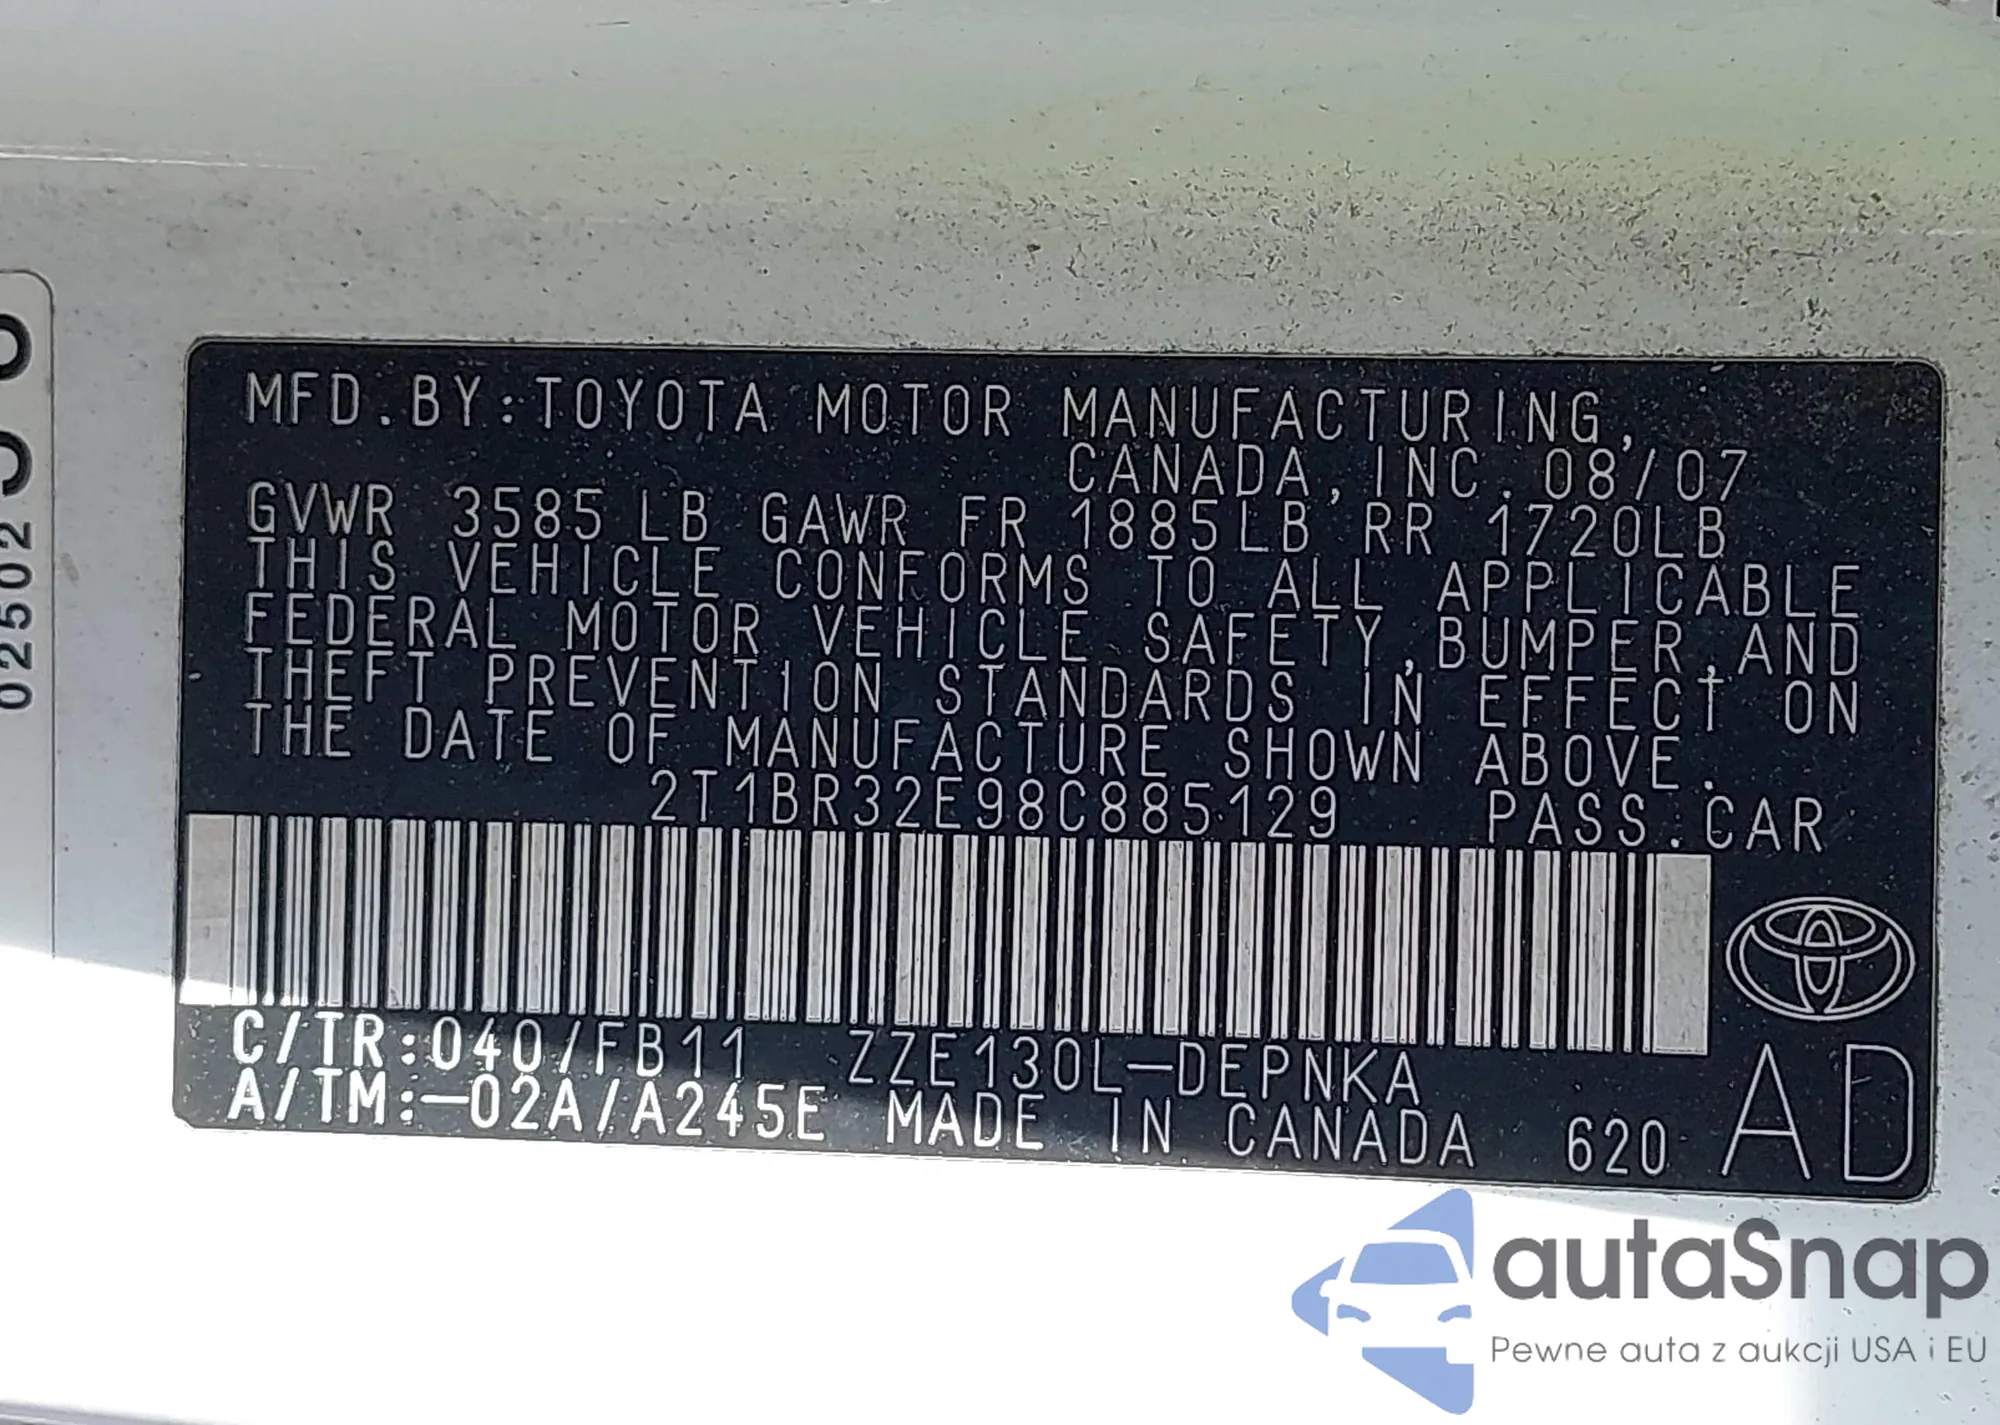 MFD.BY:TOYOTA MOTOR MANUFACTURING,
CANADA,INC.08/07
GVWR 3585 LB GAWR FR 1885LB RR 1720LB
THIS VEHICLE CONFORMS TO ALL APPLICABLE
FEDERAL MOTOR VEHICLE SAFETY,BUMPER,AND
THEFT PREVENTION STANDARDS IN EFFECT ON
THE DATE OF MANUFACTURE SHOWN ABOVE.
2T1BR32E98C885129 PASS.CAR
C/TR:040/FB11 ZZE130L-DEPNKA
A/TM:-02A/A245E MADE IN CANADA 620 AD
02502
autaSnap
Pewne auta z aukcji USA i EU